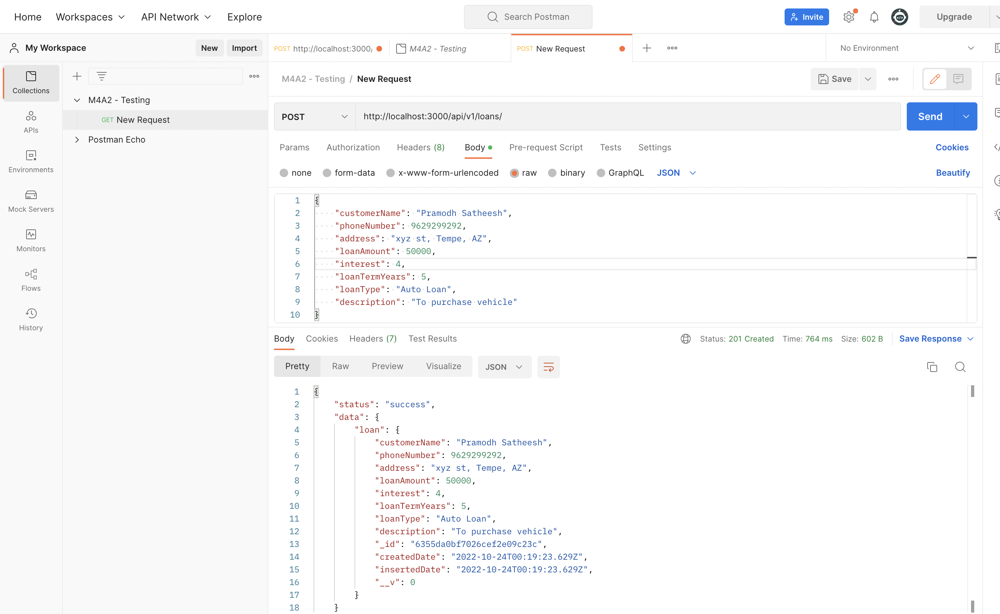 Home Workspaces API Network Explore Search Postman Invite Upgrade
My Workspace New Import POST http://localhost:3000/ M4A2 - Testing POST New Request No Environment
Collections
APIs
Environments
Mock Servers
Monitors
Flows
History
M4A2 - Testing
GET New Request
Postman Echo
M4A2 - Testing / New Request Save
POST http://localhost:3000/api/v1/loans/ Send
Params Authorization Headers (8) Body Pre-request Script Tests Settings Cookies
none form-data x-www-form-urlencoded raw binary GraphQL JSON Beautify
1 {
2 "customerName": "Pramodh Satheesh",
3 "phoneNumber": 9629299292,
4 "address": "xyz st, Tempe, AZ",
5 "loanAmount": 50000,
6 "interest": 4,
7 "loanTermYears": 5,
8 "loanType": "Auto Loan",
9 "description": "To purchase vehicle"
10 }
Body Cookies Headers (7) Test Results Status: 201 Created Time: 764 ms Size: 602 B Save Response
Pretty Raw Preview Visualize JSON
1 {
2 "status": "success",
3 "data": {
4 "loan": {
5 "customerName": "Pramodh Satheesh",
6 "phoneNumber": 9629299292,
7 "address": "xyz st, Tempe, AZ",
8 "loanAmount": 50000,
9 "interest": 4,
10 "loanTermYears": 5,
11 "loanType": "Auto Loan",
12 "description": "To purchase vehicle",
13 "_id": "6355da0bf7026cef2e09c23c",
14 "createdDate": "2022-10-24T00:19:23.629Z",
15 "insertedDate": "2022-10-24T00:19:23.629Z",
16 "__v": 0
17 }
18 }